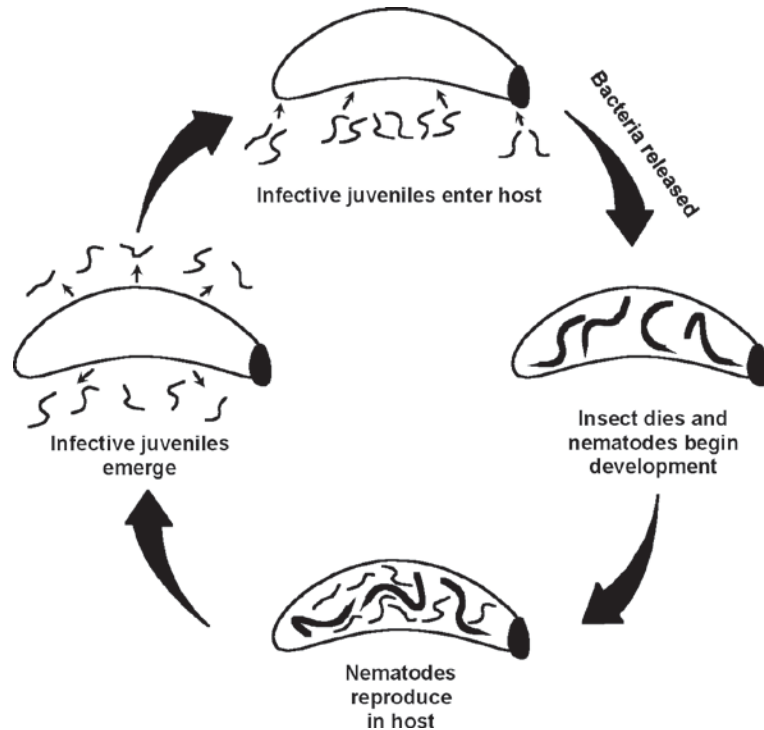 Infective juveniles enter host
Bacteria released
Insect dies and
nematodes begin
development
Nematodes
reproduce
in host
Infective juveniles
emerge